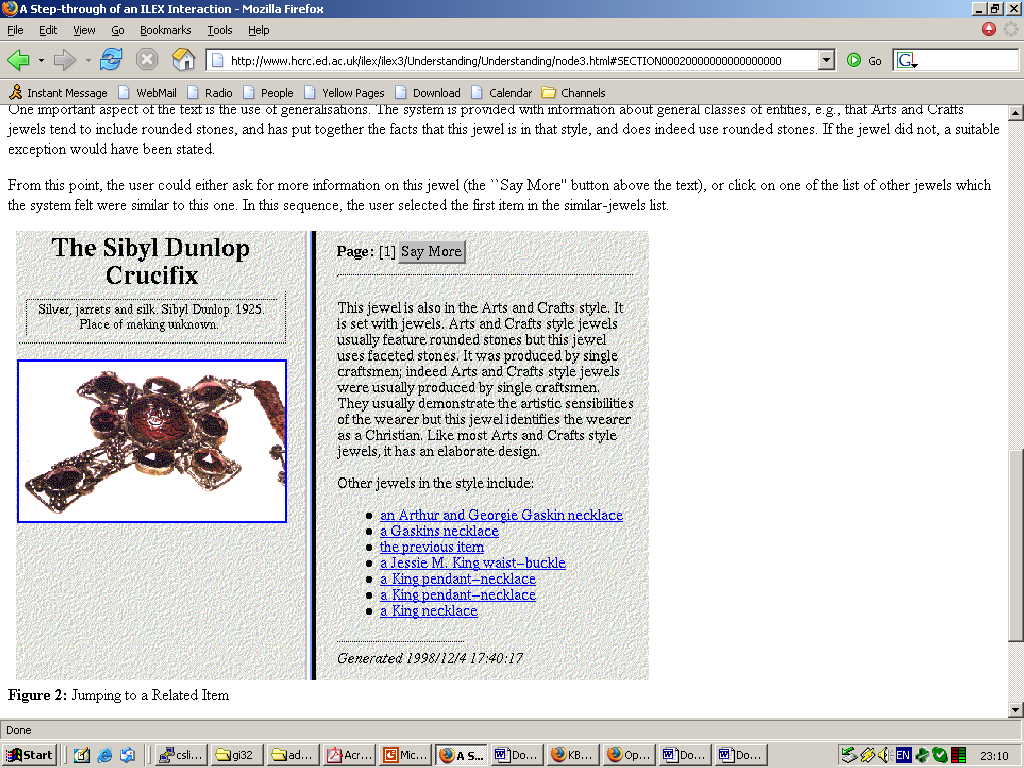 A Step-through of an ILEX Interaction - Mozilla Firefox
File Edit View Go Bookmarks Tools Help
http://www.hcrc.ed.ac.uk/ilex/ilex3/Understanding/Understanding/node3.html#SECTION00020000000000000000 Go G
Instant Message WebMail Radio People Yellow Pages Download Calendar Channels
One important aspect of the text is the use of generalisations. The system is provided with information about general classes of entities, e.g., that Arts and Crafts
jewels tend to include rounded stones, and has put together the facts that this jewel is in that style, and does indeed use rounded stones. If the jewel did not, a suitable
exception would have been stated.
From this point, the user could either ask for more information on this jewel (the ``Say More'' button above the text), or click on one of the list of other jewels which
the system felt were similar to this one. In this sequence, the user selected the first item in the similar-jewels list.
The Sibyl Dunlop
Crucifix
Silver, jarrets and silk. Sibyl Dunlop. 1925.
Place of making unknown.
Page: [1] Say More
This jewel is also in the Arts and Crafts style. It
is set with jewels. Arts and Crafts style jewels
usually feature rounded stones but this jewel
uses faceted stones. It was produced by single
craftsmen; indeed Arts and Crafts style jewels
were usually produced by single craftsmen.
They usually demonstrate the artistic sensibilities
of the wearer but this jewel identifies the wearer
as a Christian. Like most Arts and Crafts style
jewels, it has an elaborate design.
Other jewels in the style include:
an Arthur and Georgie Gaskin necklace
a Gaskins necklace
the previous item
a Jessie M. King waist-buckle
a King pendant-necklace
a King pendant-necklace
a King necklace
Generated 1998/12/4 17:40:17
Figure 2: Jumping to a Related Item
Done
Start csli... lgi32 ad... Acr... Mic... A S... Do... KB... Op... Do... Do... EN 23:10